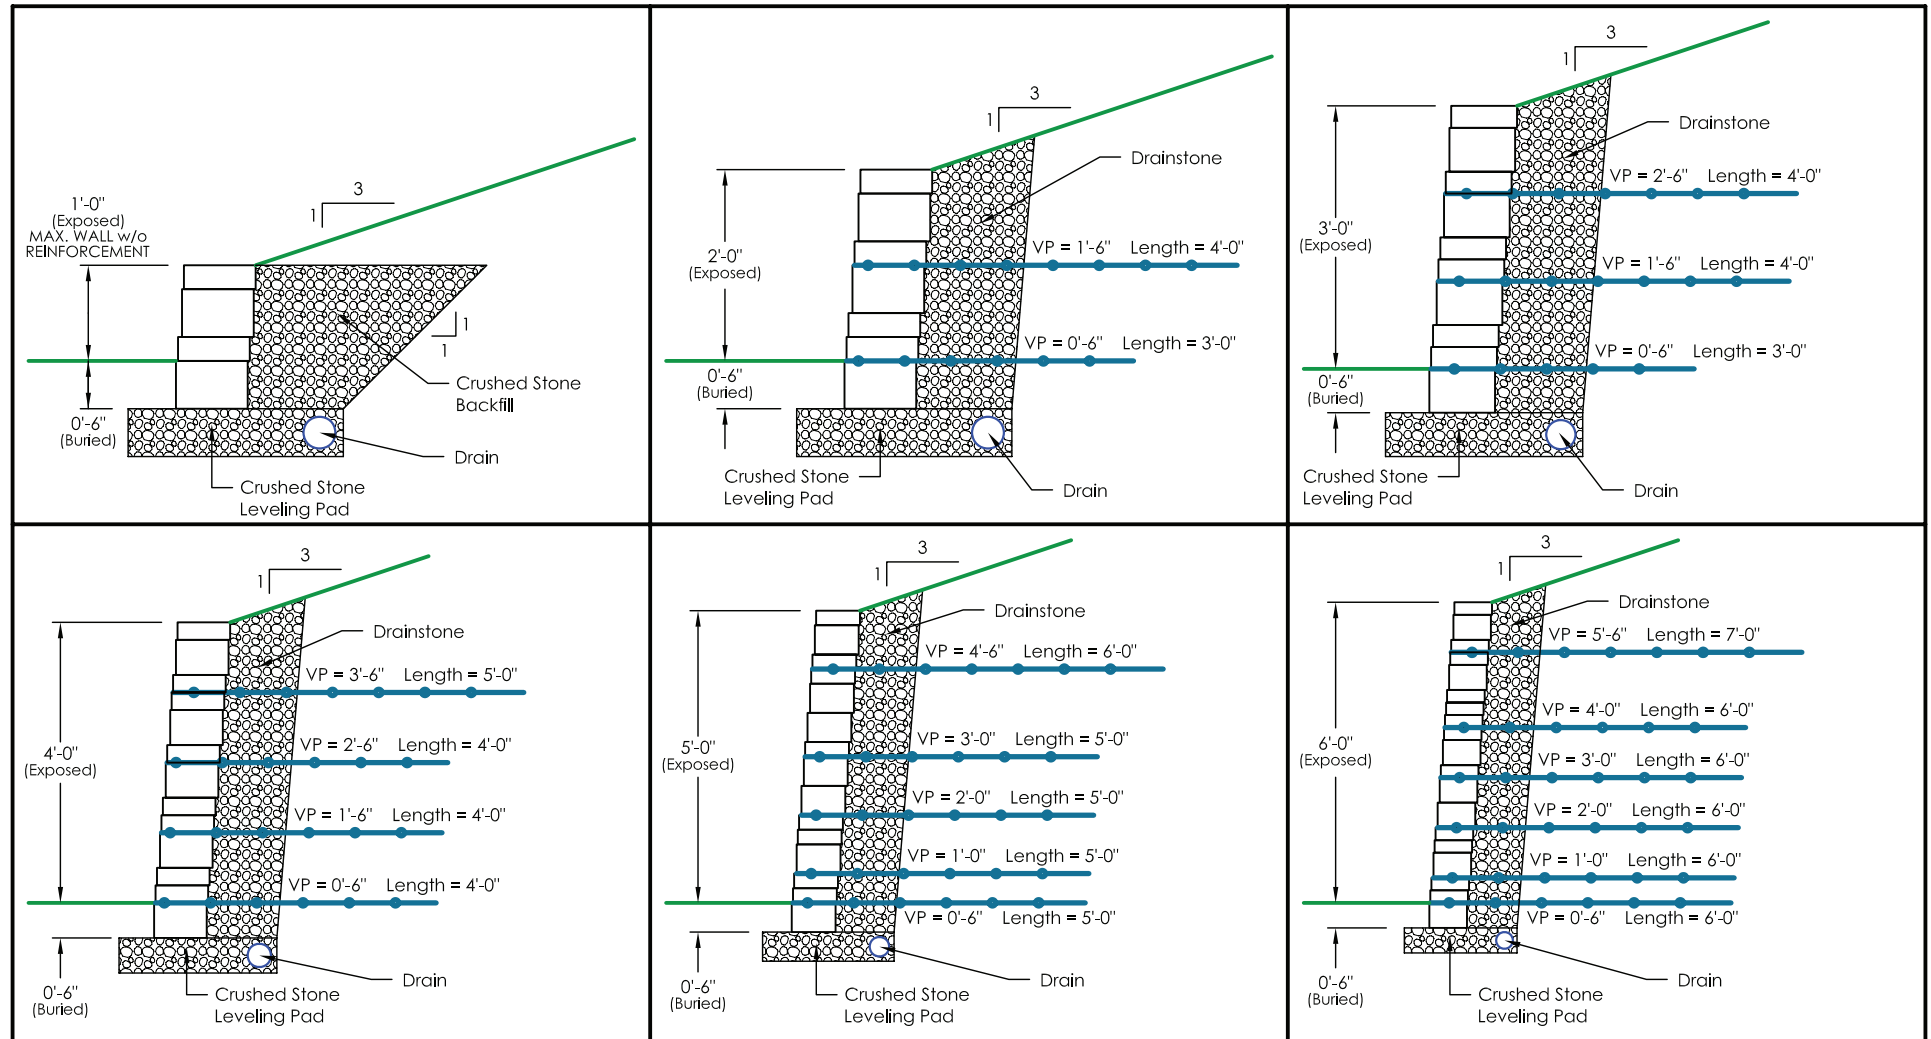 1'-0"
(Exposed)
MAX. WALL w/o
REINFORCEMENT
3
1
1
1
0'-6"
(Buried)
Crushed Stone
Backfill
Drain
Crushed Stone
Leveling Pad
3
1
Drainstone
2'-0"
(Exposed)
VP = 1'-6" Length = 4'-0"
VP = 0'-6" Length = 3'-0"
0'-6"
(Buried)
Crushed Stone
Leveling Pad
Drain
3
1
Drainstone
VP = 2'-6" Length = 4'-0"
3'-0"
(Exposed)
VP = 1'-6" Length = 4'-0"
VP = 0'-6" Length = 3'-0"
0'-6"
(Buried)
Crushed Stone
Leveling Pad
Drain
3
1
Drainstone
VP = 3'-6" Length = 5'-0"
4'-0"
(Exposed)
VP = 2'-6" Length = 4'-0"
VP = 1'-6" Length = 4'-0"
VP = 0'-6" Length = 4'-0"
0'-6"
(Buried)
Drain
Crushed Stone
Leveling Pad
3
1
Drainstone
VP = 4'-6" Length = 6'-0"
5'-0"
(Exposed)
VP = 3'-0" Length = 5'-0"
VP = 2'-0" Length = 5'-0"
VP = 1'-0" Length = 5'-0"
VP = 0'-6" Length = 5'-0"
0'-6"
(Buried)
Drain
Crushed Stone
Leveling Pad
3
1
Drainstone
VP = 5'-6" Length = 7'-0"
6'-0"
(Exposed)
VP = 4'-0" Length = 6'-0"
VP = 3'-0" Length = 6'-0"
VP = 2'-0" Length = 6'-0"
VP = 1'-0" Length = 6'-0"
VP = 0'-6" Length = 6'-0"
0'-6"
(Buried)
Drain
Crushed Stone
Leveling Pad